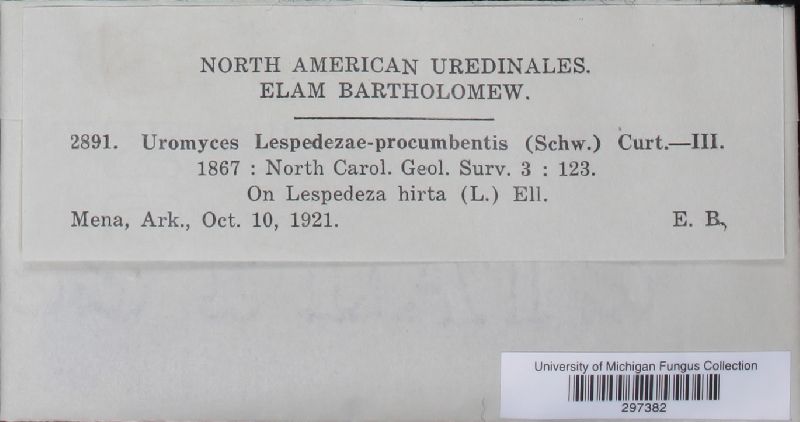 NORTH AMERICAN UREDINALES.
ELAM BARTHOLOMEW.
2891. Uromyces Lespedezae-procumbentis (Schw.) Curt.—III.
1867 : North Carol. Geol. Surv. 3 : 123.
On Lespedeza hirta (L.) Ell.
Mena, Ark., Oct. 10, 1921. E. B.,
University of Michigan Fungus Collection
297382